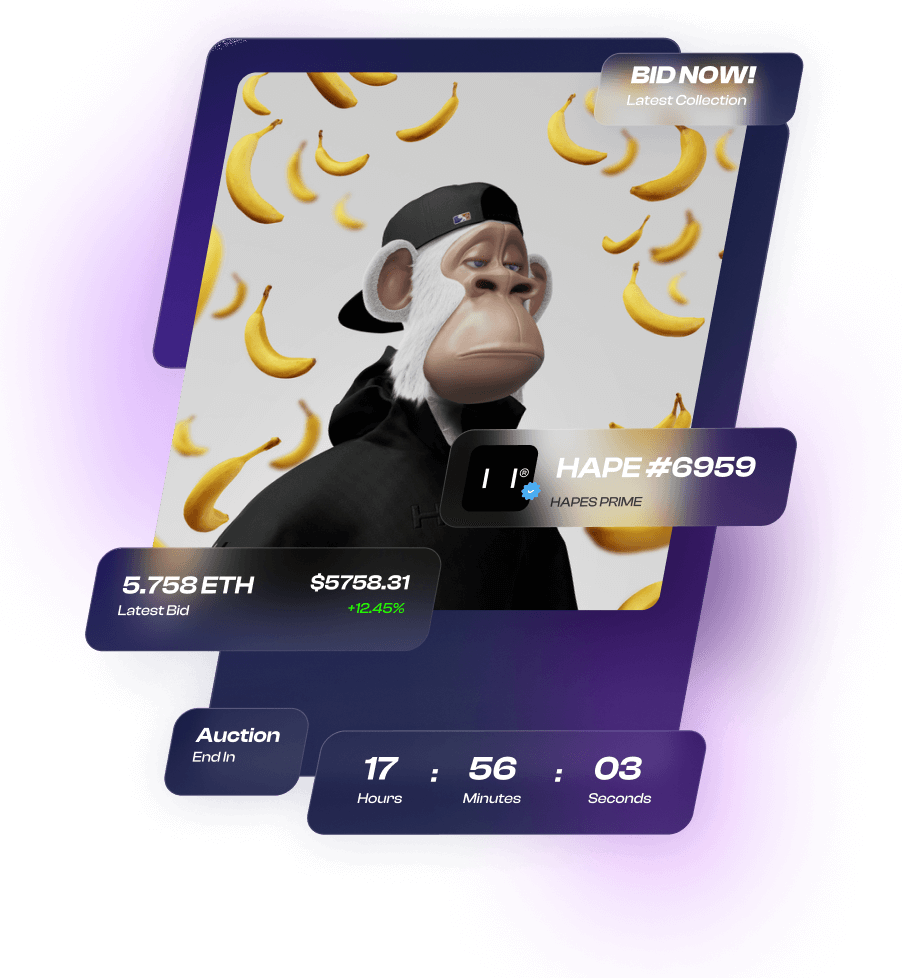 BID NOW!
Latest Collection
HAPE #6959
HAPES PRIME
5.758 ETH
Latest Bid
$5758.31
+12.45%
Auction
End In
17 : 56 : 03
Hours Minutes Seconds